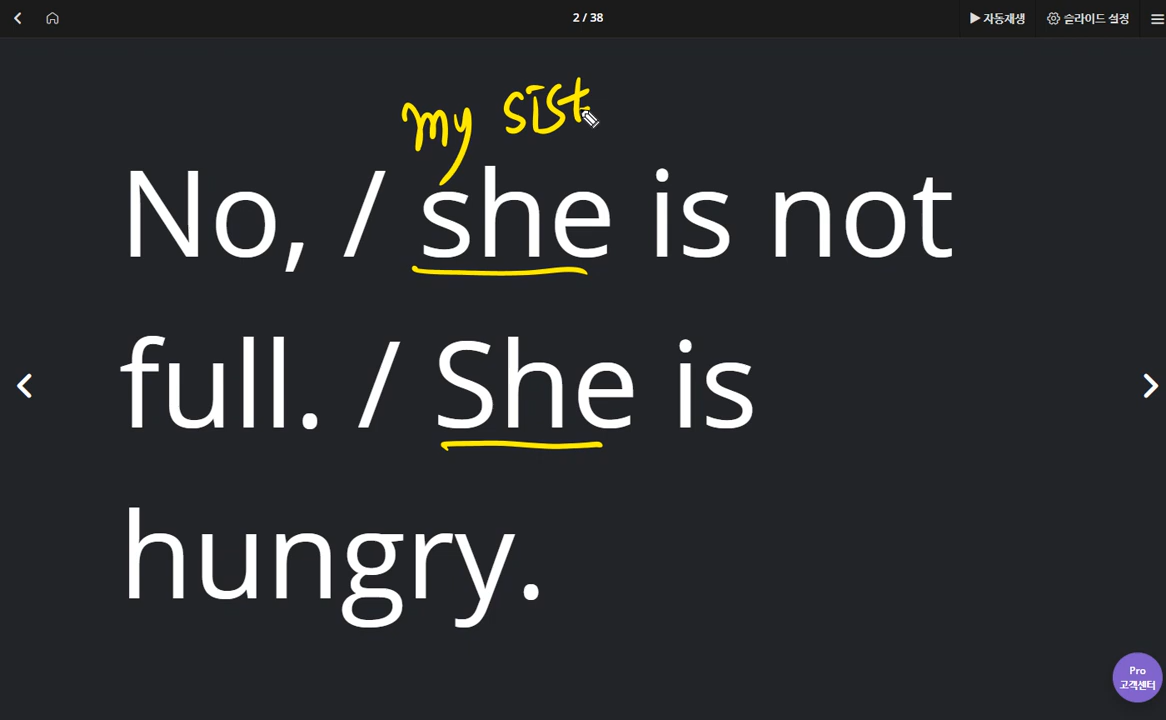 2 / 38
자동재생
슬라이드 설정
my sist
No, / she is not
full. / She is
hungry.
Pro
고객센터